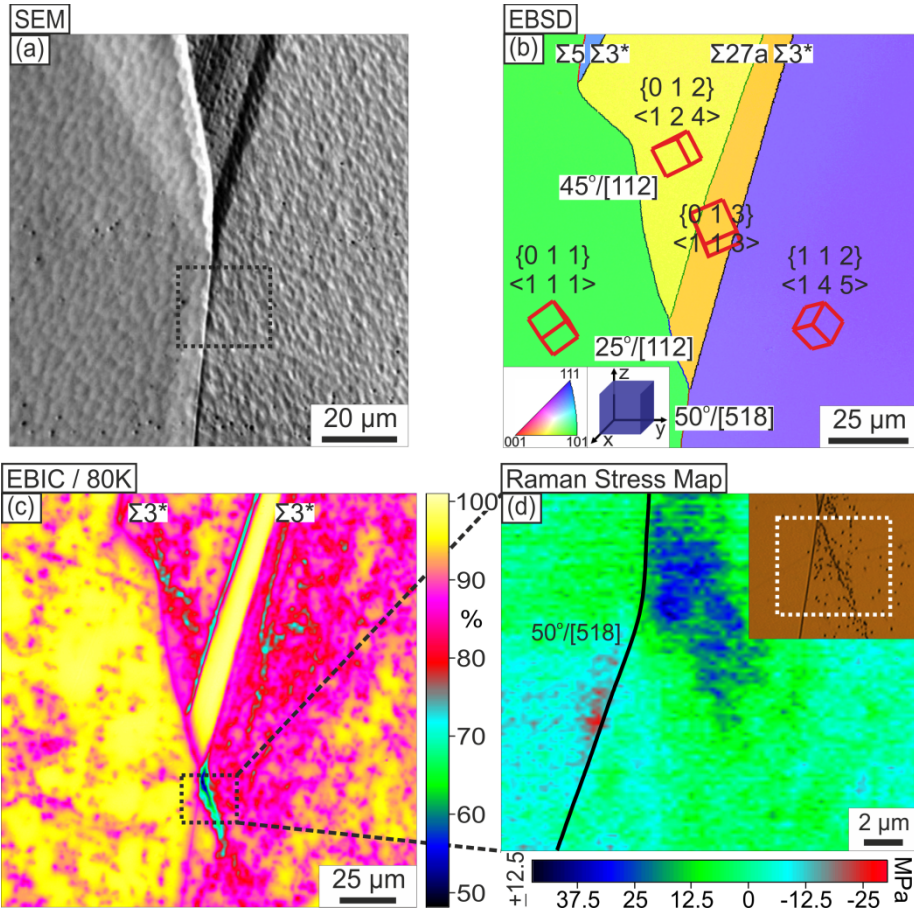 SEM
(a)
20 µm
EBSD
(b)
Σ5 Σ3* Σ27a Σ3*
{0 1 2}
<1 2 4>
45°/[112]
{0 1 3}
<1 1 3>
{0 1 1}
<1 1 1>
{1 1 2}
<1 4 5>
25°/[112]
50°/[518]
111
001
101
z
x
y
25 µm
EBIC / 80K
(c)
Σ3* Σ3*
25 µm
100
90
%
80
70
60
50
Raman Stress Map
(d)
50°/[518]
2 µm
±12.5
37.5 25 12.5 0 -12.5 -25
MPa